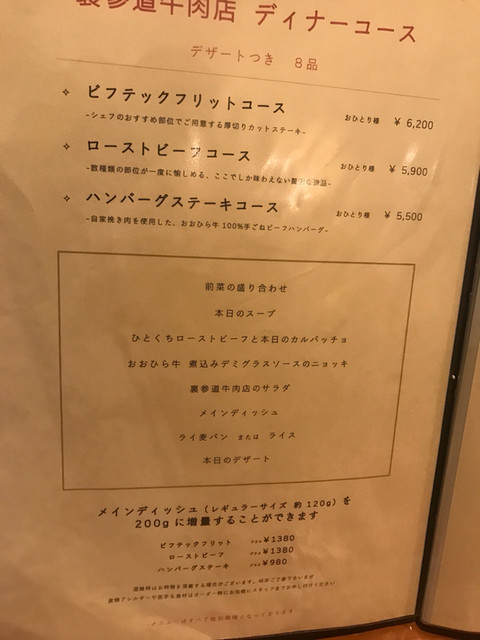 裏参道牛肉店 ディナーコース
デザートつき 8品
✧ ビフテックフリットコース おひとり様 ¥ 6,200
-シェフのおすすめ部位でご用意する厚切りカットステーキ-
✧ ローストビーフコース おひとり様 ¥ 5,900
-数種類の部位が一度に愉しめる、ここでしか味わえない贅沢な逸品-
✧ ハンバーグステーキコース おひとり様 ¥ 5,500
-自家挽き肉を使用した、おおひら牛100%手ごねビーフハンバーグ-
前菜の盛り合わせ
本日のスープ
ひとくちローストビーフと本日のカルパッチョ
おおひら牛 煮込みデミグラスソースのニョッキ
裏参道牛肉店のサラダ
メインディッシュ
ライ麦パン または ライス
本日のデザート
メインディッシュ(レギュラーサイズ 約120g)を
200gに増量することができます
ビフテックフリット プラス¥1380
ローストビーフ プラス¥1380
ハンバーグステーキ プラス¥980